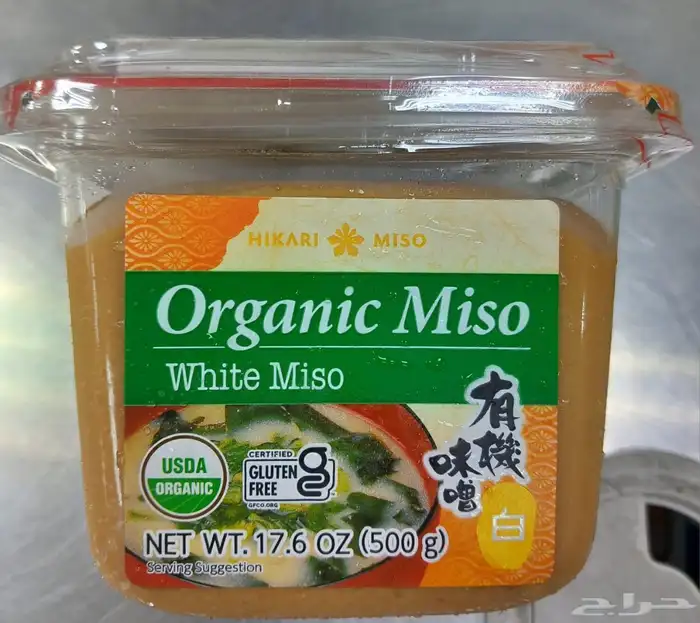 HIKARI MISO
Organic Miso
White Miso
有機
味噌
白
USDA
ORGANIC
CERTIFIED
GLUTEN
FREE
GFCO.ORG
NET WT. 17.6 OZ (500 g)
Serving Suggestion
حراج